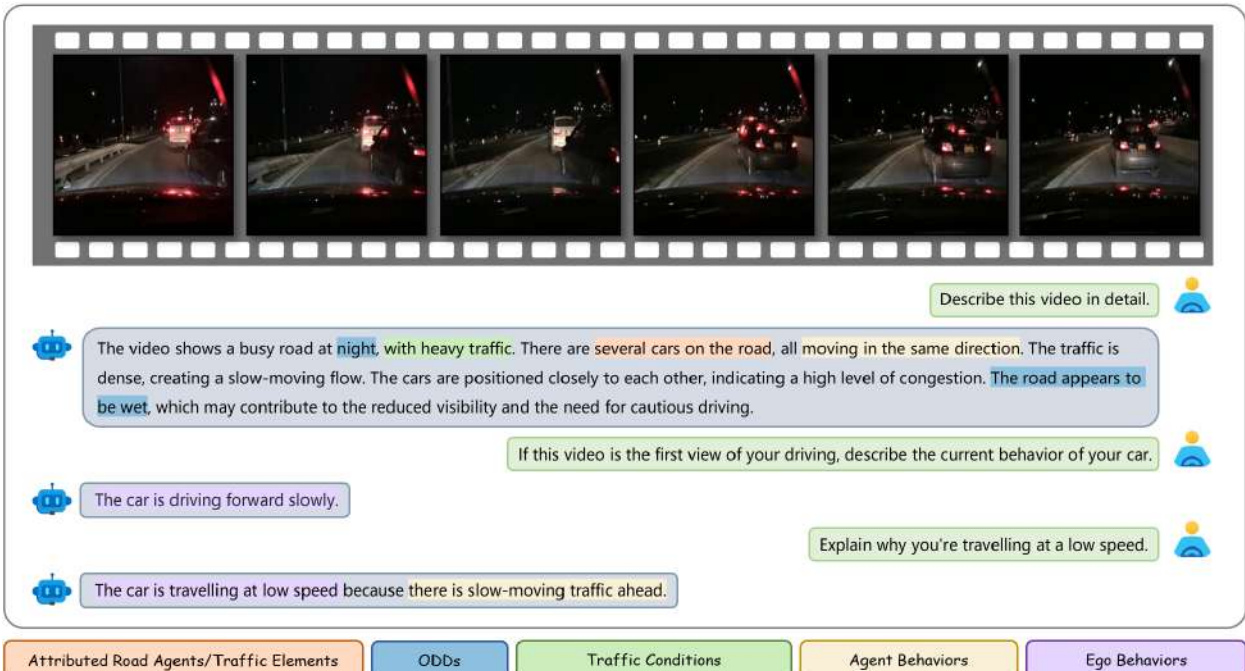 Describe this video in detail.
The video shows a busy road at night, with heavy traffic. There are several cars on the road, all moving in the same direction. The traffic is
dense, creating a slow-moving flow. The cars are positioned closely to each other, indicating a high level of congestion. The road appears to
be wet, which may contribute to the reduced visibility and the need for cautious driving.
If this video is the first view of your driving, describe the current behavior of your car.
The car is driving forward slowly.
Explain why you're travelling at a low speed.
The car is travelling at low speed because there is slow-moving traffic ahead.
Attributed Road Agents/Traffic Elements
ODDs
Traffic Conditions
Agent Behaviors
Ego Behaviors